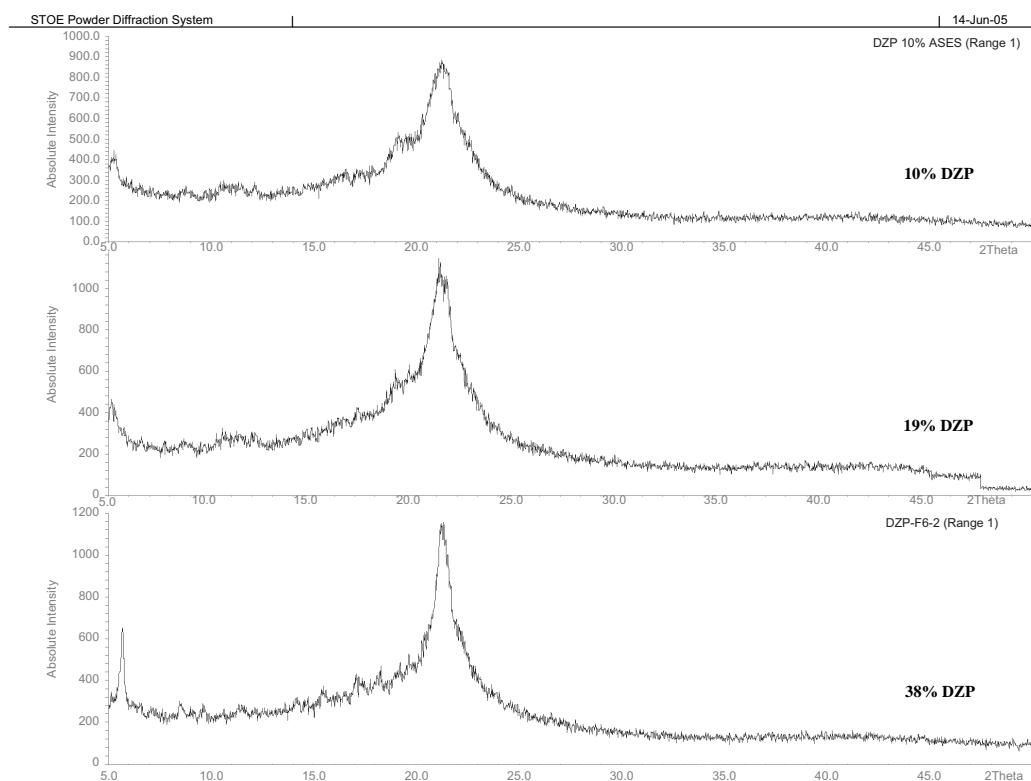 STOE Powder Diffraction System 14-Jun-05
DZP 10% ASES (Range 1)
Absolute Intensity
1000.0
900.0
800.0
700.0
600.0
500.0
400.0
300.0
200.0
100.0
0.0
10% DZP
5.0 10.0 15.0 20.0 25.0 30.0 35.0 40.0 45.0 2Theta
Absolute Intensity
1000
800
600
400
200
0
19% DZP
5.0 10.0 15.0 20.0 25.0 30.0 35.0 40.0 45.0 2Theta
DZP-F6-2 (Range 1)
Absolute Intensity
1200
1000
800
600
400
200
0
38% DZP
5.0 10.0 15.0 20.0 25.0 30.0 35.0 40.0 45.0 2Theta